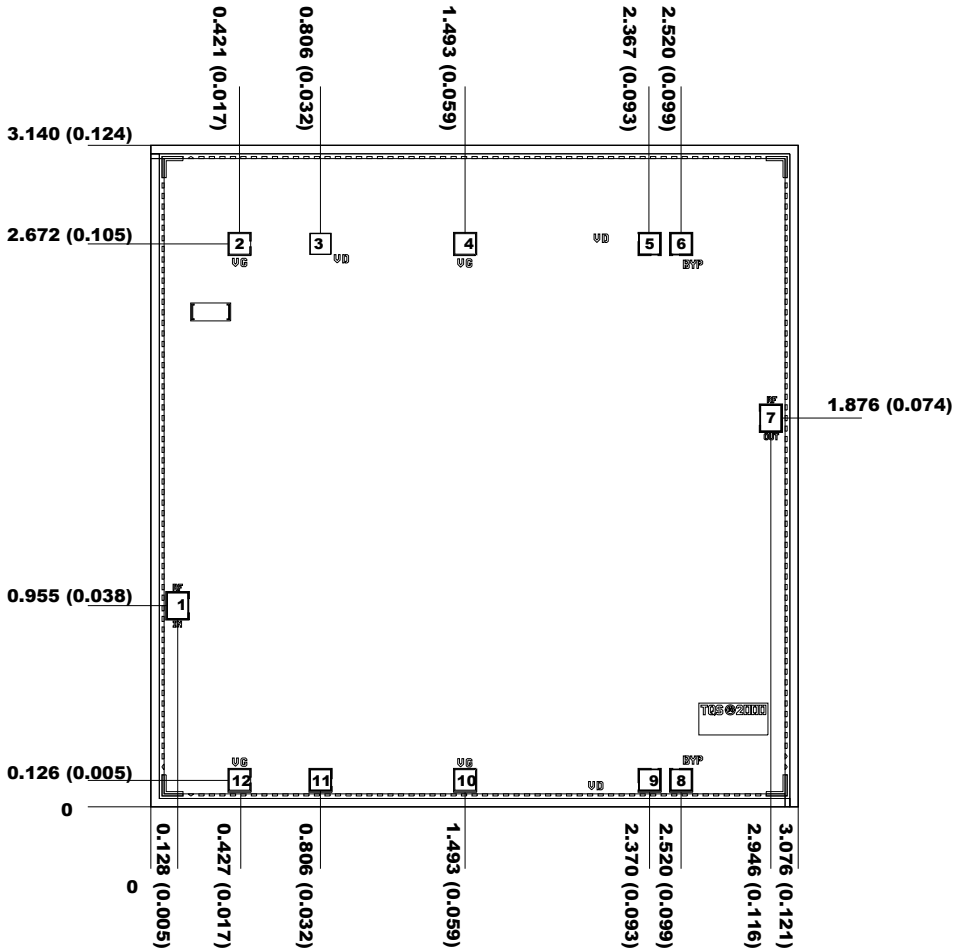 0.421 (0.017)
0.806 (0.032)
1.493 (0.059)
2.367 (0.093)
2.520 (0.099)
3.140 (0.124)
2.672 (0.105)
2
3
4
5
6
VG
VD
VG
VD
BYP
RF
7
OUT
1.876 (0.074)
0.955 (0.038)
RF
1
IN
TQS 2000
0.126 (0.005)
VG
VG
VD
BYP
12
11
10
9
8
0
0
0.128 (0.005)
0.427 (0.017)
0.806 (0.032)
1.493 (0.059)
2.370 (0.093)
2.520 (0.099)
2.946 (0.116)
3.076 (0.121)